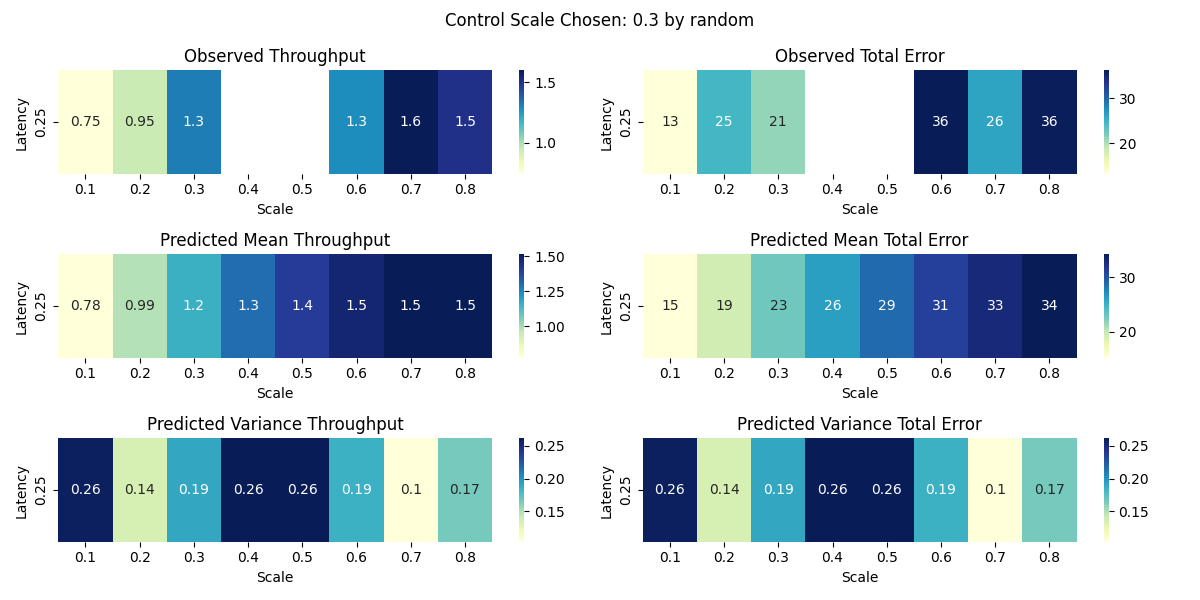 Control Scale Chosen: 0.3 by random
Observed Throughput
Latency
0.25
0.75 0.95 1.3 1.3 1.6 1.5
1.5
1.0
0.1 0.2 0.3 0.4 0.5 0.6 0.7 0.8
Scale
Observed Total Error
Latency
0.25
13 25 21 36 26 36
30
20
0.1 0.2 0.3 0.4 0.5 0.6 0.7 0.8
Scale
Predicted Mean Throughput
Latency
0.25
0.78 0.99 1.2 1.3 1.4 1.5 1.5 1.5
1.50
1.25
1.00
0.1 0.2 0.3 0.4 0.5 0.6 0.7 0.8
Scale
Predicted Mean Total Error
Latency
0.25
15 19 23 26 29 31 33 34
30
20
0.1 0.2 0.3 0.4 0.5 0.6 0.7 0.8
Scale
Predicted Variance Throughput
Latency
0.25
0.26 0.14 0.19 0.26 0.26 0.19 0.1 0.17
0.25
0.20
0.15
0.1 0.2 0.3 0.4 0.5 0.6 0.7 0.8
Scale
Predicted Variance Total Error
Latency
0.25
0.26 0.14 0.19 0.26 0.26 0.19 0.1 0.17
0.25
0.20
0.15
0.1 0.2 0.3 0.4 0.5 0.6 0.7 0.8
Scale